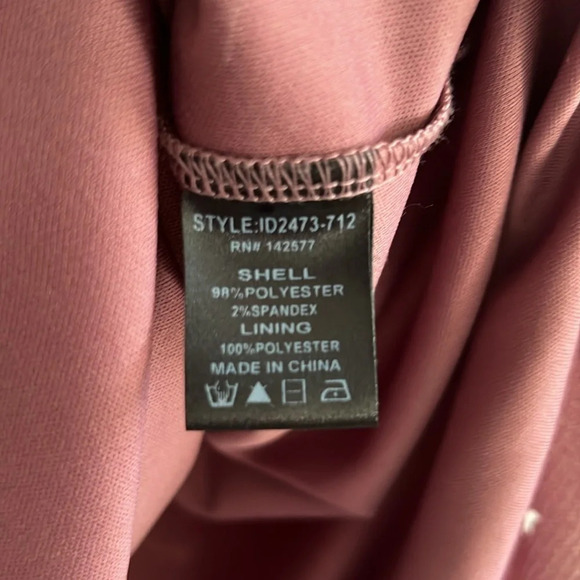 STYLE:ID2473-712
RN# 142577
SHELL
98%POLYESTER
2%SPANDEX
LINING
100%POLYESTER
MADE IN CHINA